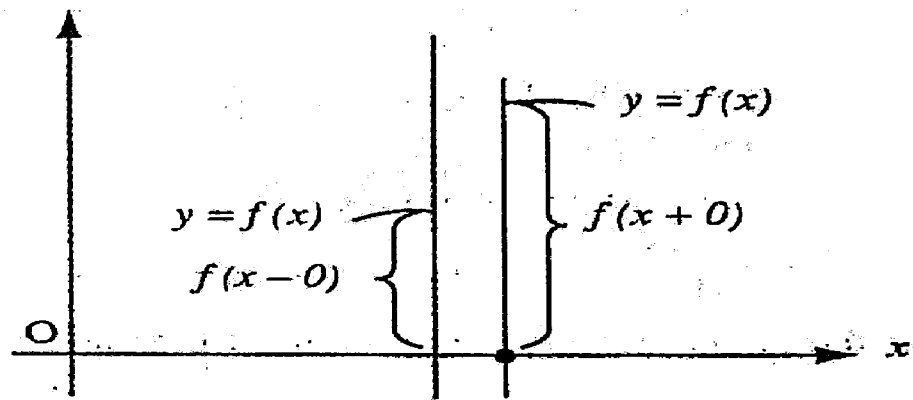 y = f(x)
y = f(x)
f(x + 0)
f(x − 0)
O
x